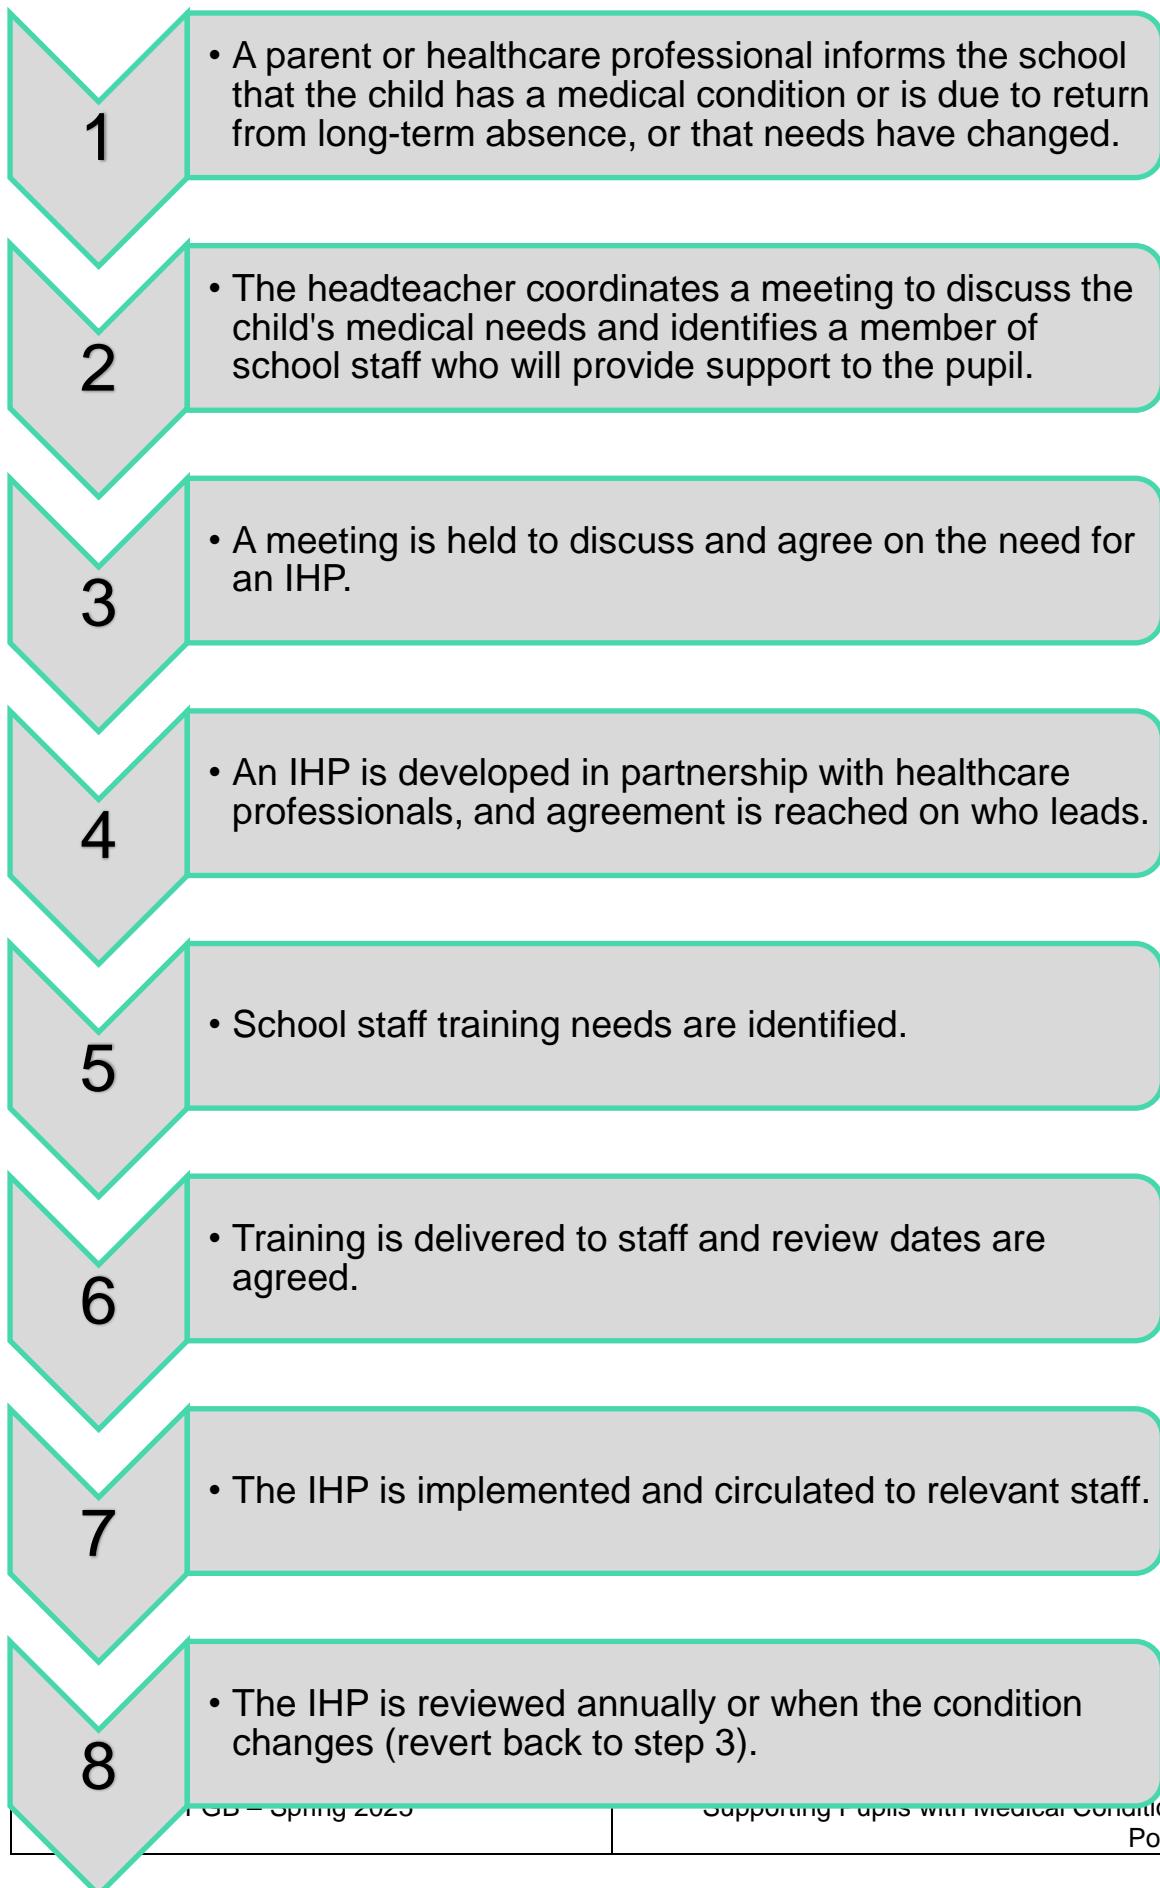 1
• A parent or healthcare professional informs the school
that the child has a medical condition or is due to return
from long-term absence, or that needs have changed.
2
• The headteacher coordinates a meeting to discuss the
child's medical needs and identifies a member of
school staff who will provide support to the pupil.
3
• A meeting is held to discuss and agree on the need for
an IHP.
4
• An IHP is developed in partnership with healthcare
professionals, and agreement is reached on who leads.
5
• School staff training needs are identified.
6
• Training is delivered to staff and review dates are
agreed.
7
• The IHP is implemented and circulated to relevant staff.
8
• The IHP is reviewed annually or when the condition
changes (revert back to step 3).
– Spring
Supporting Pupils with Medical